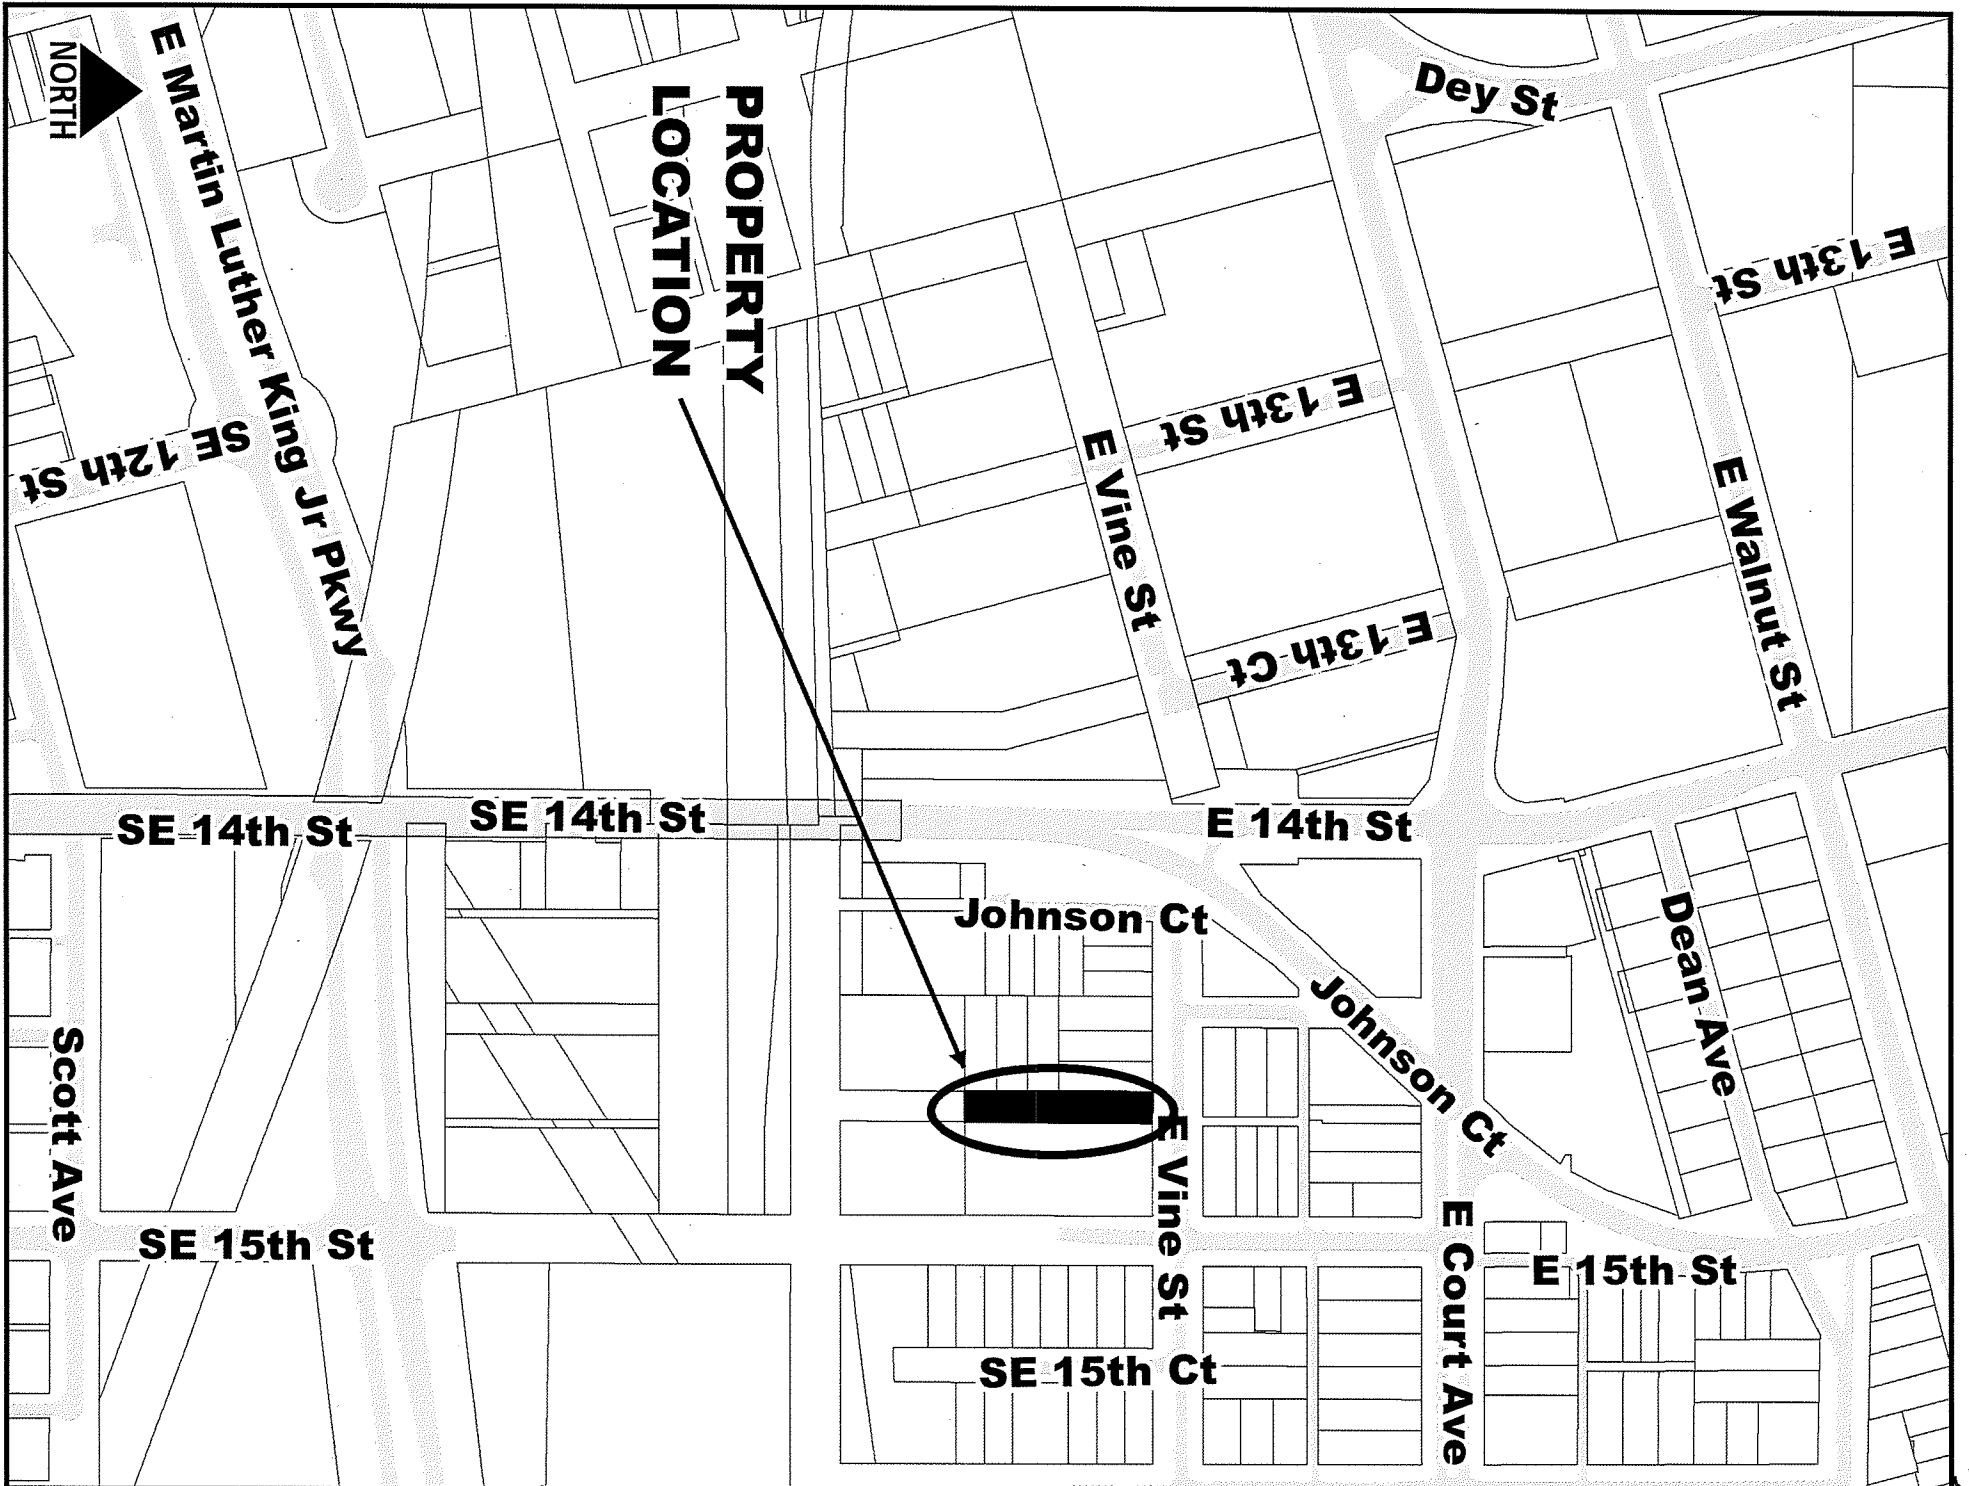 NORTH
E Martin Luther King Jr Pkwy
PROPERTY
LOCATION
Dey St
E 13th St
E 13th St
E Vine St
E Walnut St
SE 12th St
E 13th Ct
SE 14th St
SE 14th St
E 14th St
Johnson Ct
Johnson Ct
Dean Ave
Scott Ave
E Vine St
SE 15th St
E Court Ave
E 15th St
SE 15th Ct